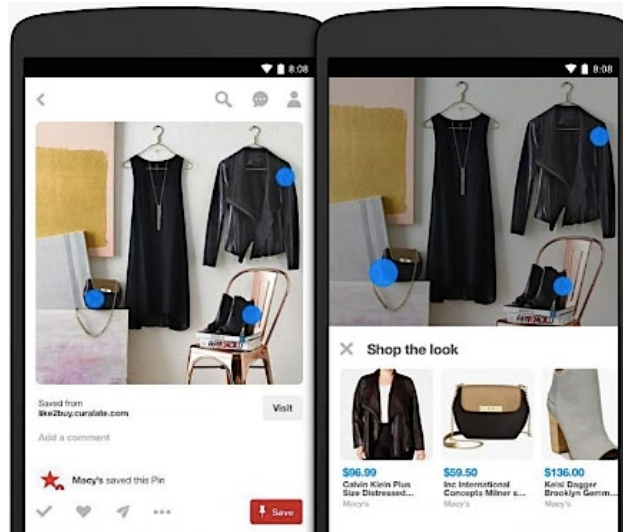 8:08
Saved from
like2buy.curalate.com
Visit
Add a comment
Macy's saved this Pin
Save
8:08
Shop the look
$96.99
Calvin Klein Plus
Size Distressed...
Macy's
$59.50
Inc International
Concepts Milner s...
Macy's
$136.00
Kelsi Dagger
Brooklyn Gamm...
Macy's